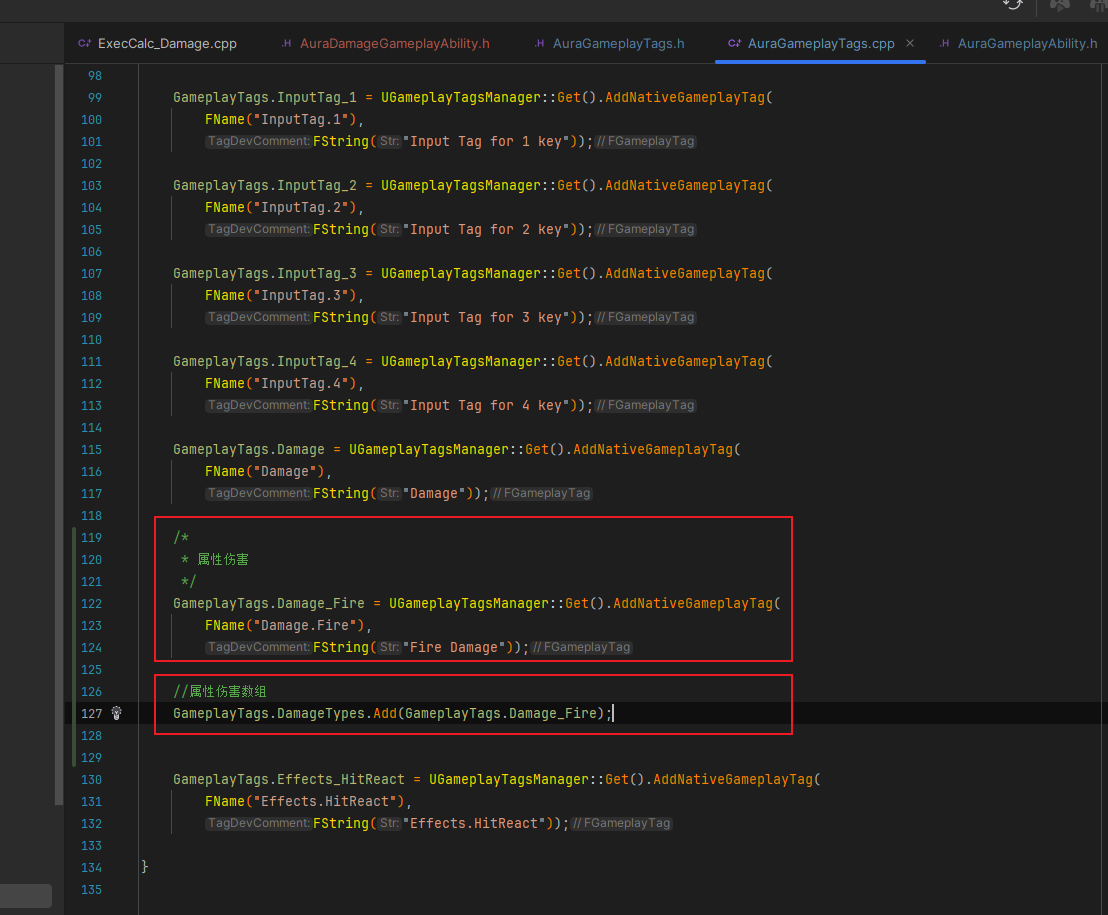 C+ ExecCalc_Damage.cpp .H AuraDamageGameplayAbility.h .H AuraGameplayTags.h C+ AuraGameplayTags.cpp × .H AuraGameplayAbility.h
98
99 GameplayTags.InputTag_1 = UGameplayTagsManager::Get().AddNativeGameplayTag(
100 FName("InputTag.1"),
101 TagDevComment: FString( Str: "Input Tag for 1 key")); // FGameplayTag
102
103 GameplayTags.InputTag_2 = UGameplayTagsManager::Get().AddNativeGameplayTag(
104 FName("InputTag.2"),
105 TagDevComment: FString( Str: "Input Tag for 2 key")); // FGameplayTag
106
107 GameplayTags.InputTag_3 = UGameplayTagsManager::Get().AddNativeGameplayTag(
108 FName("InputTag.3"),
109 TagDevComment: FString( Str: "Input Tag for 3 key")); // FGameplayTag
110
111 GameplayTags.InputTag_4 = UGameplayTagsManager::Get().AddNativeGameplayTag(
112 FName("InputTag.4"),
113 TagDevComment: FString( Str: "Input Tag for 4 key")); // FGameplayTag
114
115 GameplayTags.Damage = UGameplayTagsManager::Get().AddNativeGameplayTag(
116 FName("Damage"),
117 TagDevComment: FString( Str: "Damage")); // FGameplayTag
118
119 /*
120 * 属性伤害
121 */
122 GameplayTags.Damage_Fire = UGameplayTagsManager::Get().AddNativeGameplayTag(
123 FName("Damage.Fire"),
124 TagDevComment: FString( Str: "Fire Damage")); // FGameplayTag
125
126 //属性伤害数组
127 GameplayTags.DamageTypes.Add(GameplayTags.Damage_Fire);
128
129
130 GameplayTags.Effects_HitReact = UGameplayTagsManager::Get().AddNativeGameplayTag(
131 FName("Effects.HitReact"),
132 TagDevComment: FString( Str: "Effects.HitReact")); // FGameplayTag
133
134 }
135